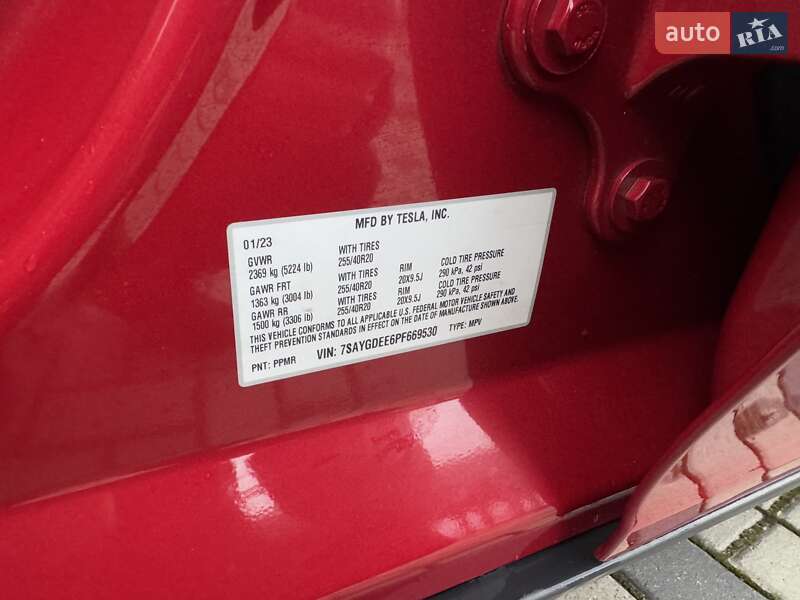 auto RIA .com
MFD BY TESLA, INC.
01/23
GVWR WITH TIRES
2369 kg (5224 lb) 255/40R20 RIM COLD TIRE PRESSURE
GAWR FRT WITH TIRES 20X9.5J 290 kPa, 42 psi
1363 kg (3004 lb) 255/40R20 RIM COLD TIRE PRESSURE
GAWR RR WITH TIRES 20X9.5J 290 kPa, 42 psi
1500 kg (3306 lb) 255/40R20
THIS VEHICLE CONFORMS TO ALL APPLICABLE U.S. FEDERAL MOTOR VEHICLE SAFETY AND
THEFT PREVENTION STANDARDS IN EFFECT ON THE DATE OF MANUFACTURE SHOWN ABOVE.
PNT: PPMR VIN: 7SAYGDEE6PF669530 TYPE: MPV